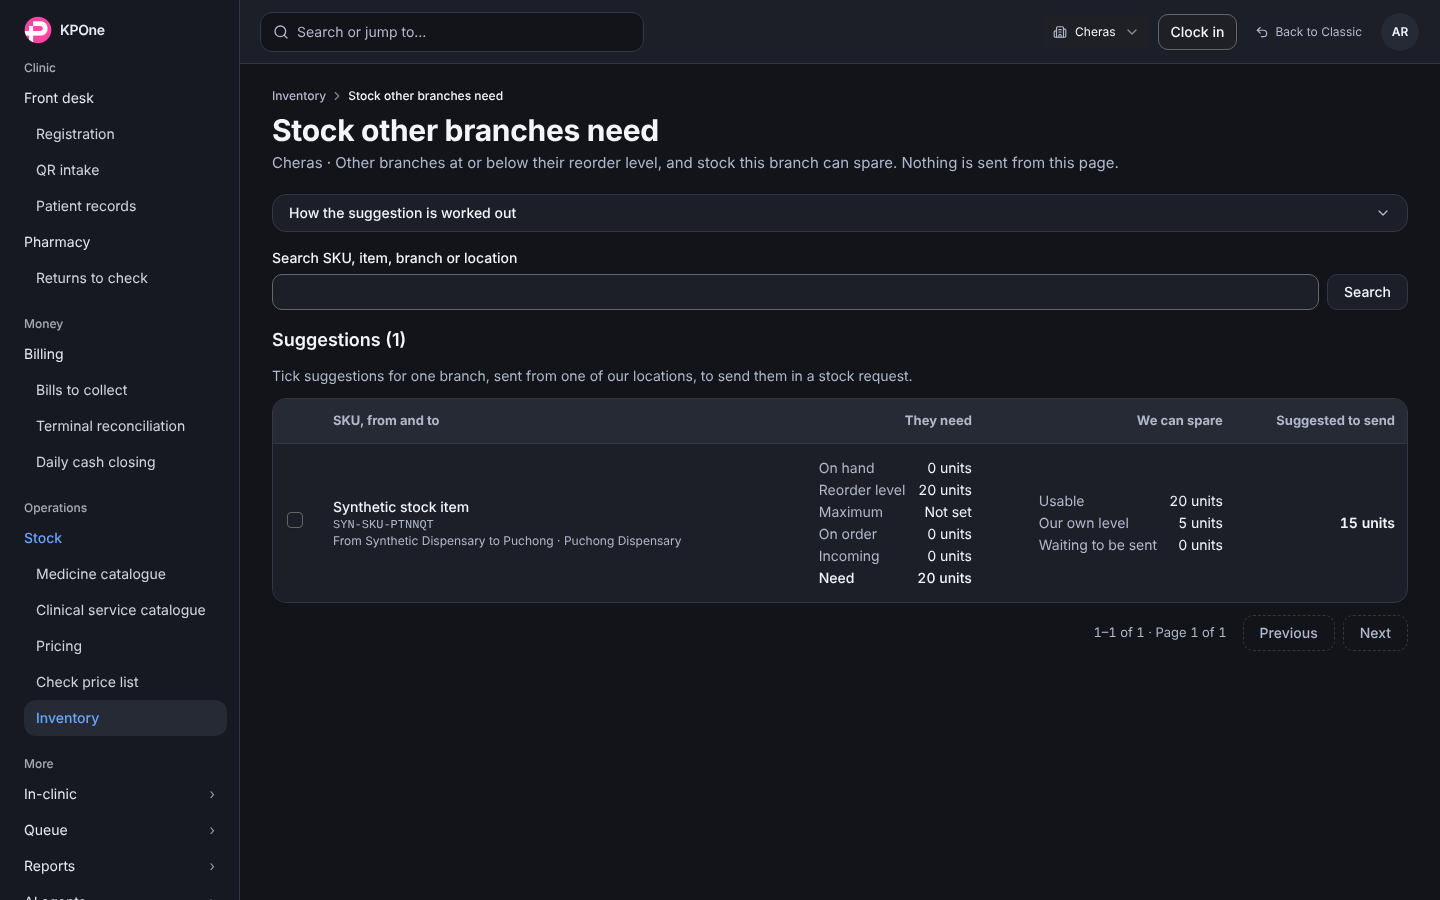 KPOne
Search or jump to...
Cheras
Clock in
Back to Classic
AR
Clinic
Front desk
Registration
QR intake
Patient records
Pharmacy
Returns to check
Money
Billing
Bills to collect
Terminal reconciliation
Daily cash closing
Operations
Stock
Medicine catalogue
Clinical service catalogue
Pricing
Check price list
Inventory
More
In-clinic
Queue
Reports
AI agents
Inventory > Stock other branches need
Stock other branches need
Cheras · Other branches at or below their reorder level, and stock this branch can spare. Nothing is sent from this page.
How the suggestion is worked out
Search SKU, item, branch or location
Search
Suggestions (1)
Tick suggestions for one branch, sent from one of our locations, to send them in a stock request.
SKU, from and to They need We can spare Suggested to send
Synthetic stock item
SYN-SKU-PTNNQT
From Synthetic Dispensary to Puchong · Puchong Dispensary
On hand 0 units
Reorder level 20 units
Maximum Not set
On order 0 units
Incoming 0 units
Need 20 units
Usable 20 units
Our own level 5 units
Waiting to be sent 0 units
15 units
1–1 of 1 · Page 1 of 1
Previous
Next